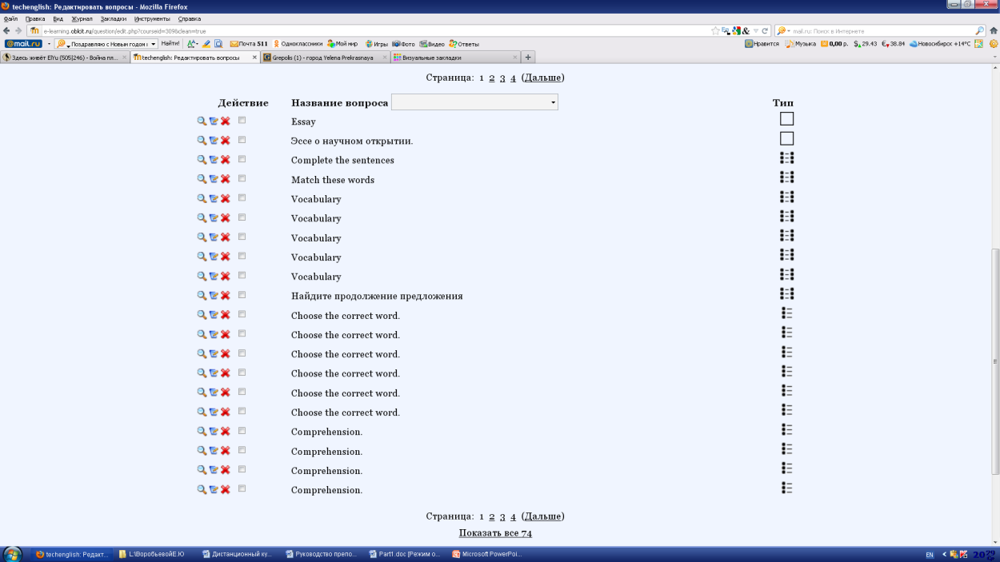 techenglish: Редактировать вопросы - Mozilla Firefox
Файл Правка Вид Журнал Закладки Инструменты Справка
e-learning.oblcit.ru/question/edit.php?courseid=309&clean=true
mail.ru: поиск в Интернете
@mail.ru Поздравляю с Новым годом Найти! Почта 511 Одноклассники Мой мир Игры Фото Видео Ответы Нравится Музыка 0,00 р. $ 29.43 € 38.84 Новосибирск +14°C
Здесь живёт ElYu (505|246) - Война пл... techenglish: Редактировать вопросы Grepolis (1) - город Yelena Prekrasnaya Визуальные закладки
Страница: 1 2 3 4 (Дальше)
Действие Название вопроса Тип
Essay
Эссе о научном открытии.
Complete the sentences
Match these words
Vocabulary
Vocabulary
Vocabulary
Vocabulary
Vocabulary
Найдите продолжение предложения
Choose the correct word.
Choose the correct word.
Choose the correct word.
Choose the correct word.
Choose the correct word.
Choose the correct word.
Comprehension.
Comprehension.
Comprehension.
Comprehension.
Страница: 1 2 3 4 (Дальше)
Показать все 74
techenglish: Редакт... L:\ВоробьевойЕ.Ю Дистанционный ку... Руководство препо... Part1.doc [Режим о... Microsoft PowerPoi... EN 20 29